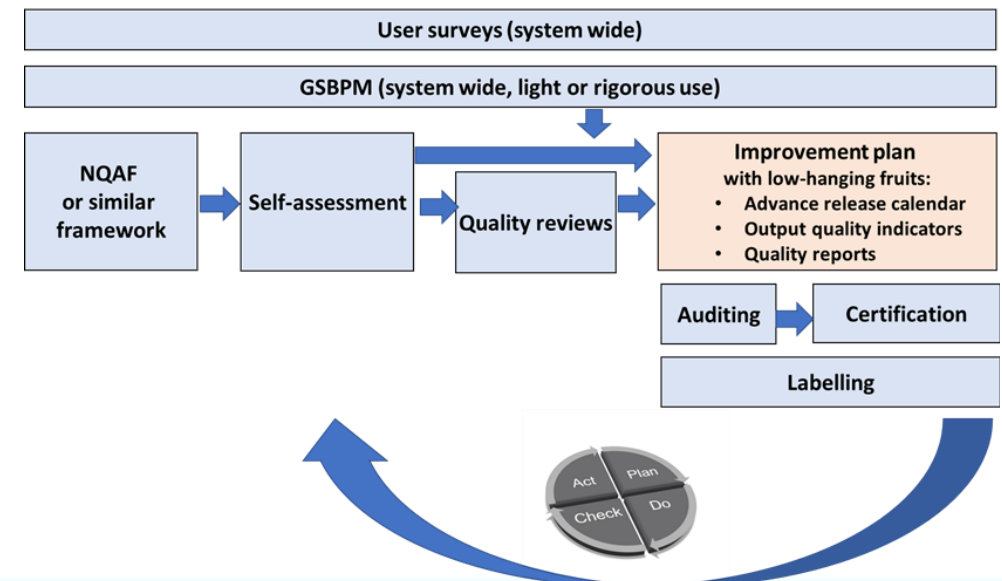 User surveys (system wide)
GSBPM (system wide, light or rigorous use)
NQAF
or similar
framework
Self-assessment
Quality reviews
Improvement plan
with low-hanging fruits:
• Advance release calendar
• Output quality indicators
• Quality reports
Auditing
Certification
Labelling
Act
Plan
Check
Do